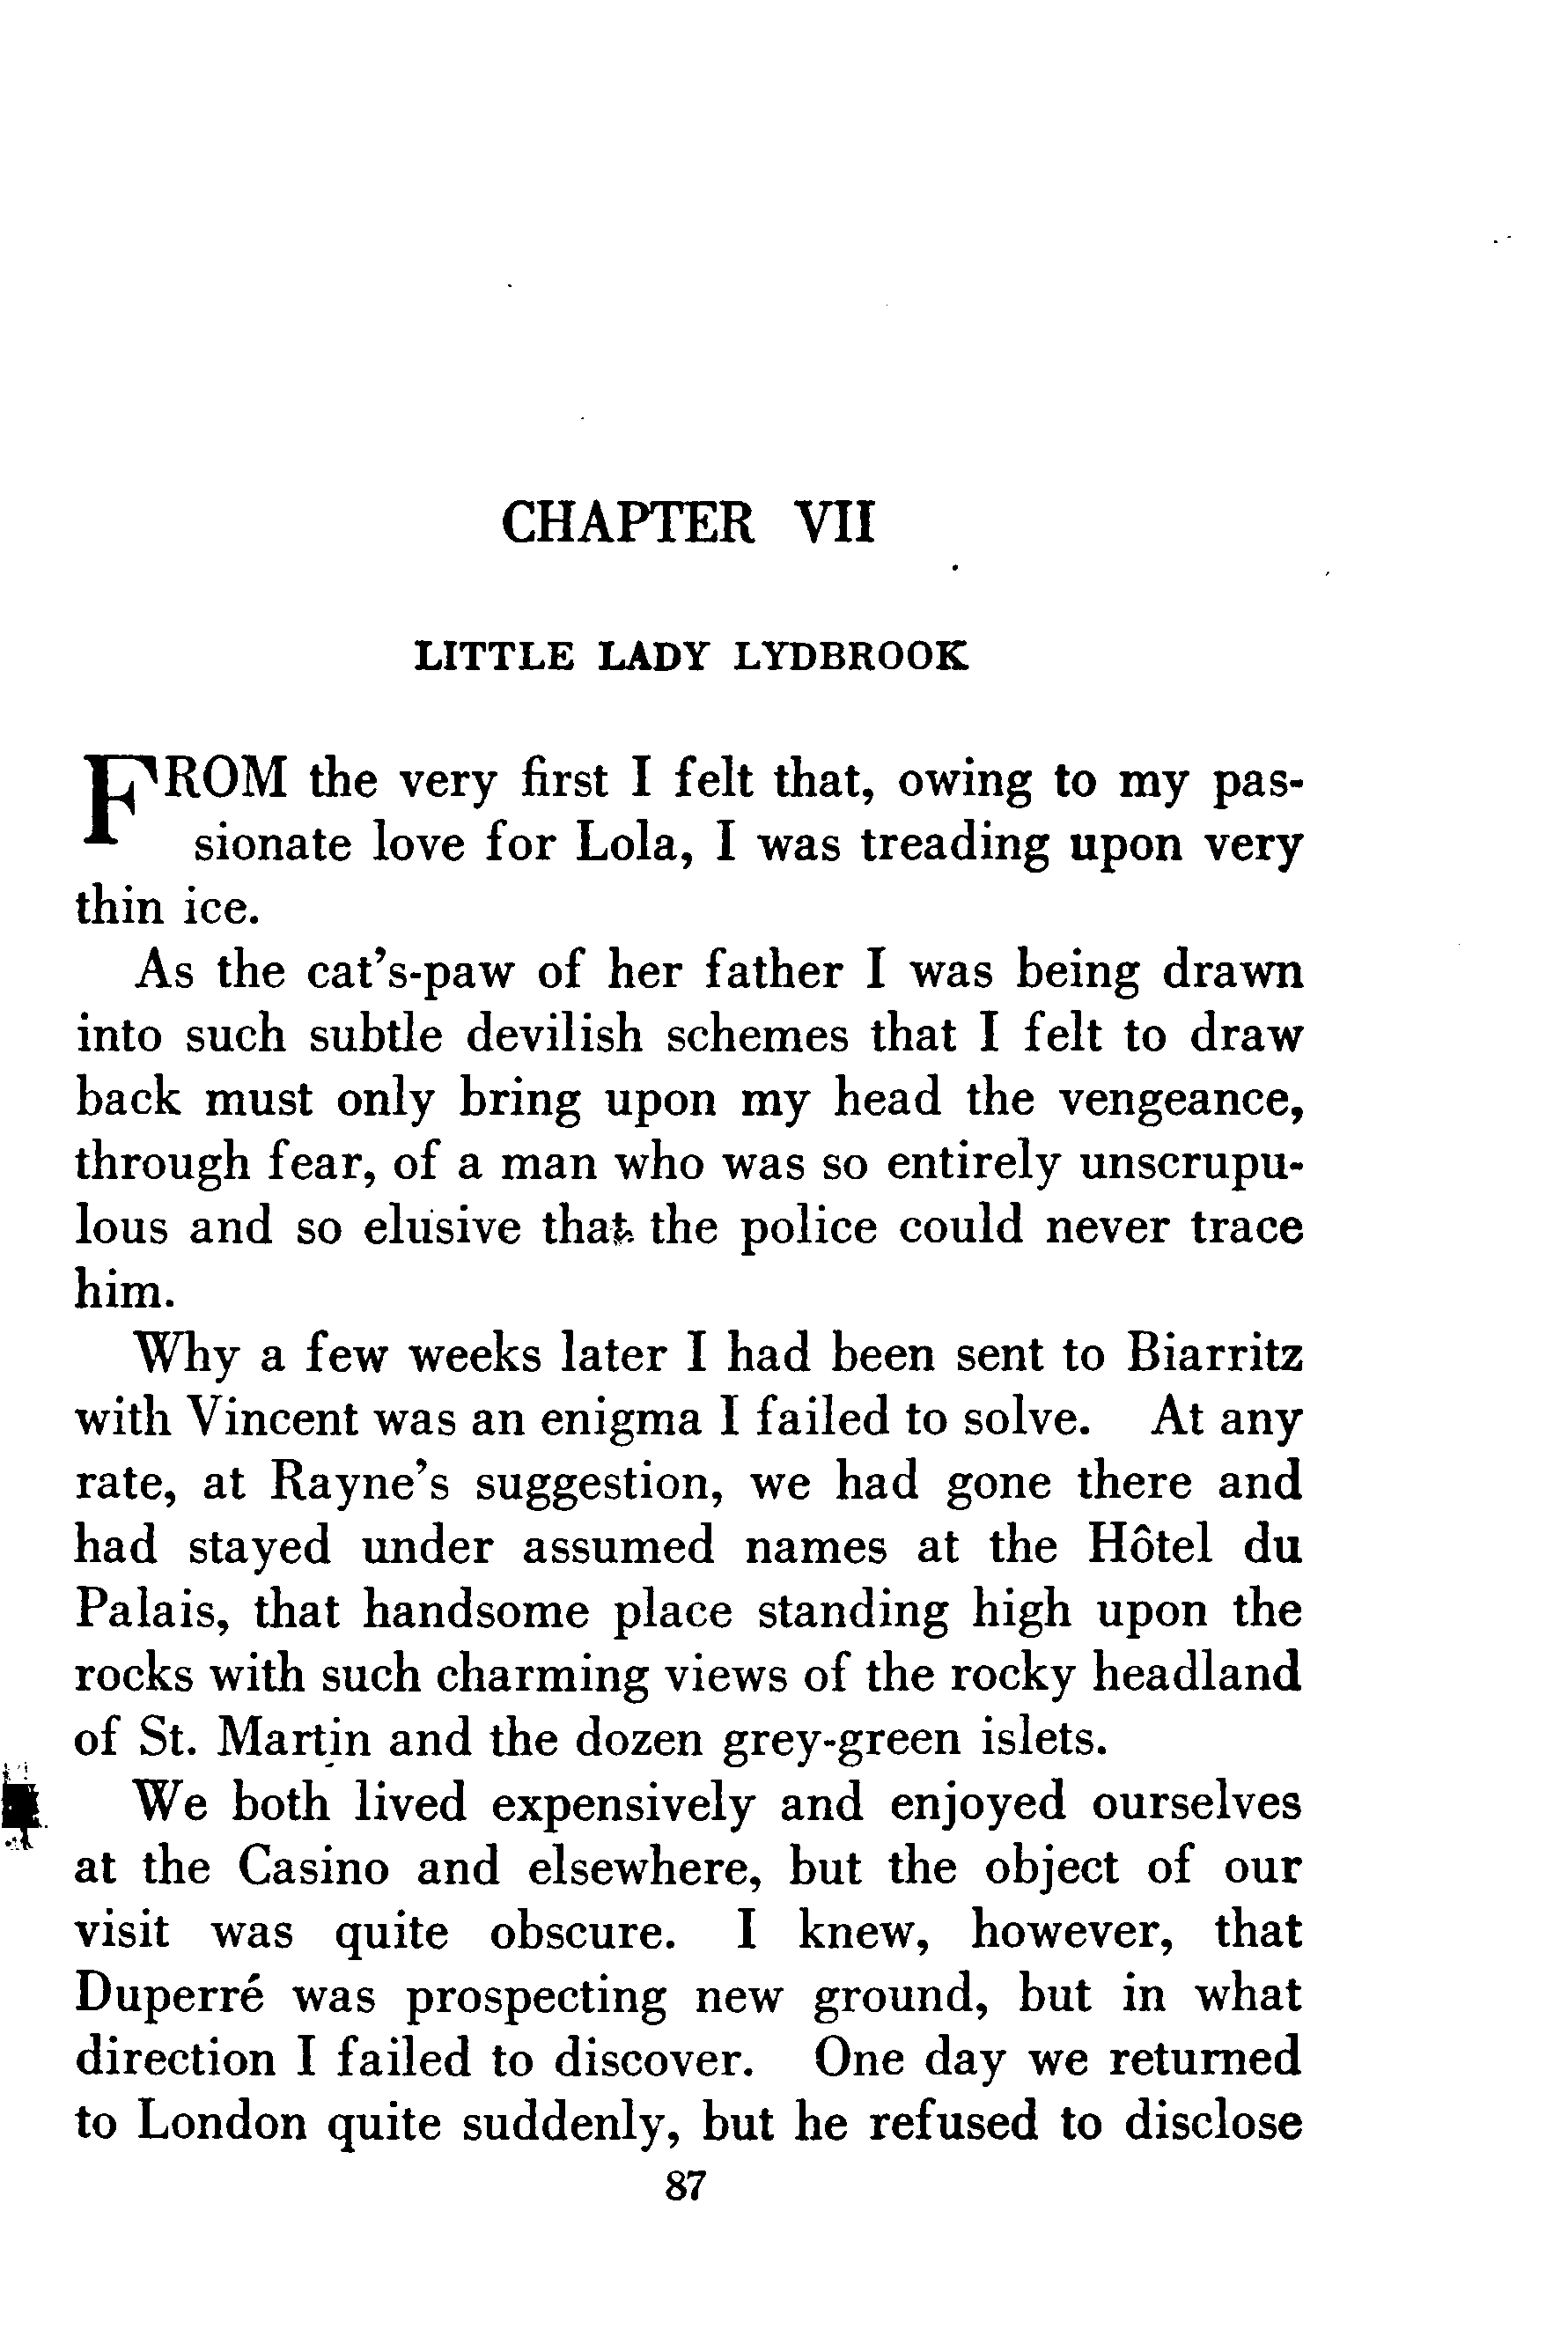 CHAPTER VII
LITTLE LADY LYDBROOK
FROM the very first I felt that, owing to my pas-
sionate love for Lola, I was treading upon very
thin ice.
As the cat's-paw of her father I was being drawn
into such subtle devilish schemes that I felt to draw
back must only bring upon my head the vengeance,
through fear, of a man who was so entirely unscrupu-
lous and so elusive that the police could never trace
him.
Why a few weeks later I had been sent to Biarritz
with Vincent was an enigma I failed to solve. At any
rate, at Rayne's suggestion, we had gone there and
had stayed under assumed names at the Hôtel du
Palais, that handsome place standing high upon the
rocks with such charming views of the rocky headland
of St. Martin and the dozen grey-green islets.
We both lived expensively and enjoyed ourselves
at the Casino and elsewhere, but the object of our
visit was quite obscure. I knew, however, that
Duperré was prospecting new ground, but in what
direction I failed to discover. One day we returned
to London quite suddenly, but he refused to disclose
87